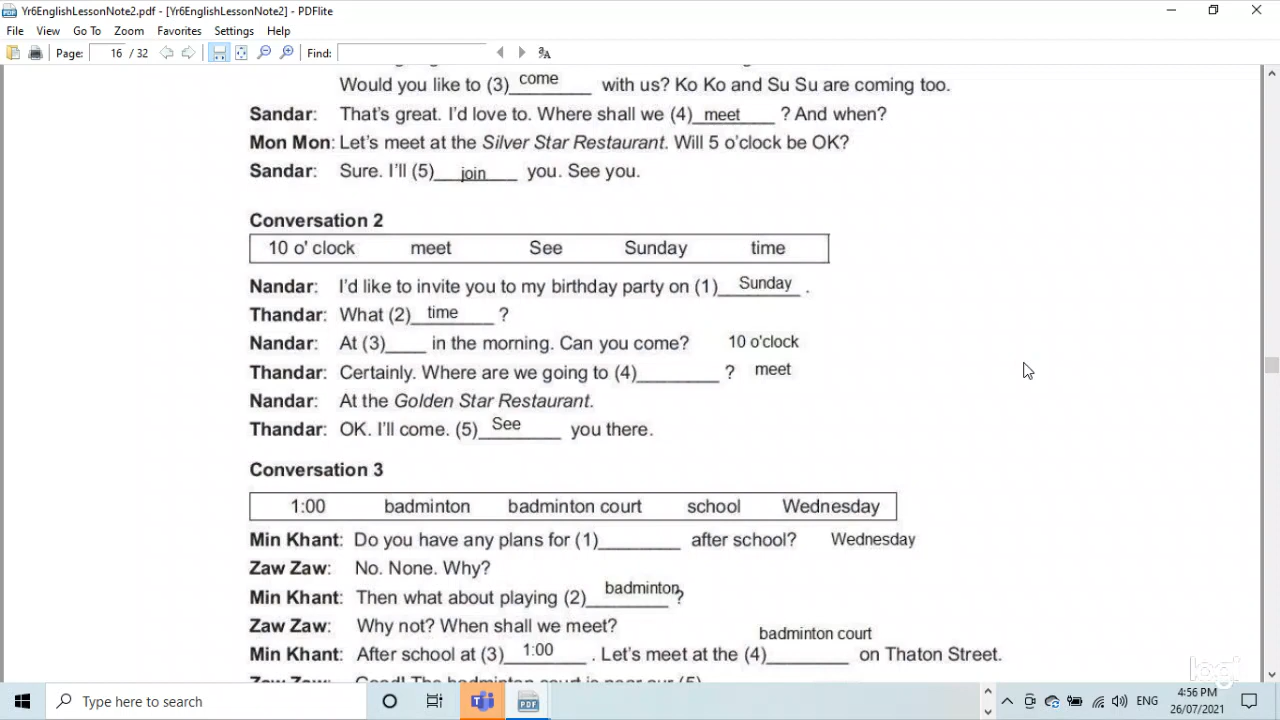 Yr6EnglishLessonNote2.pdf - [Yr6EnglishLessonNote2] - PDFlite
File View Go To Zoom Favorites Settings Help
Page: 16 / 32 Find:
Would you like to (3) come with us? Ko Ko and Su Su are coming too.
Sandar: That's great. I'd love to. Where shall we (4) meet ? And when?
Mon Mon: Let's meet at the Silver Star Restaurant. Will 5 o'clock be OK?
Sandar: Sure. I'll (5) join you. See you.
Conversation 2
10 o' clock meet See Sunday time
Nandar: I'd like to invite you to my birthday party on (1) Sunday .
Thandar: What (2) time ?
Nandar: At (3)____ in the morning. Can you come? 10 o'clock
Thandar: Certainly. Where are we going to (4)________ ? meet
Nandar: At the Golden Star Restaurant.
Thandar: OK. I'll come. (5) See you there.
Conversation 3
1:00 badminton badminton court school Wednesday
Min Khant: Do you have any plans for (1)________ after school? Wednesday
Zaw Zaw: No. None. Why?
Min Khant: Then what about playing (2) badminton ?
Zaw Zaw: Why not? When shall we meet?
badminton court
Min Khant: After school at (3) 1:00 . Let's meet at the (4)________ on Thaton Street.
Zaw Zaw: Good! The badminton court is near our (5)
Type here to search
ENG
4:56 PM
26/07/2021